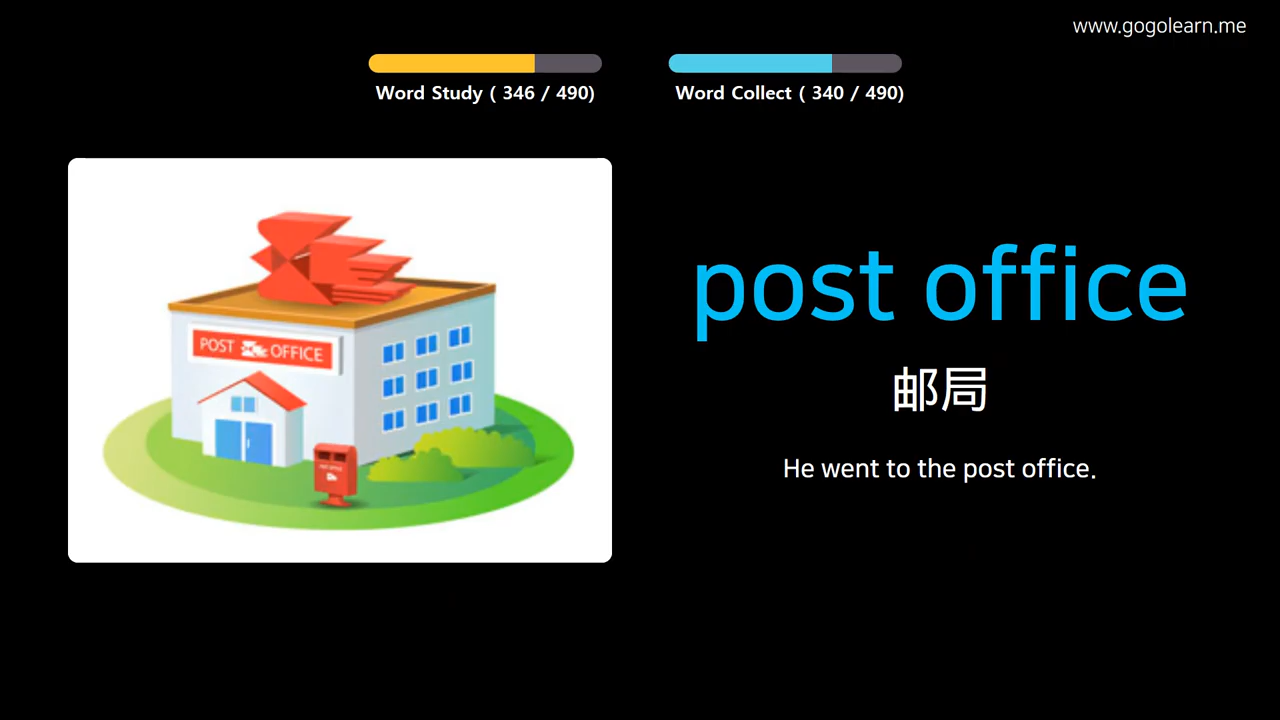 www.gogolearn.me
Word Study ( 346 / 490)
Word Collect ( 340 / 490)
POST OFFICE
post office
邮局
He went to the post office.